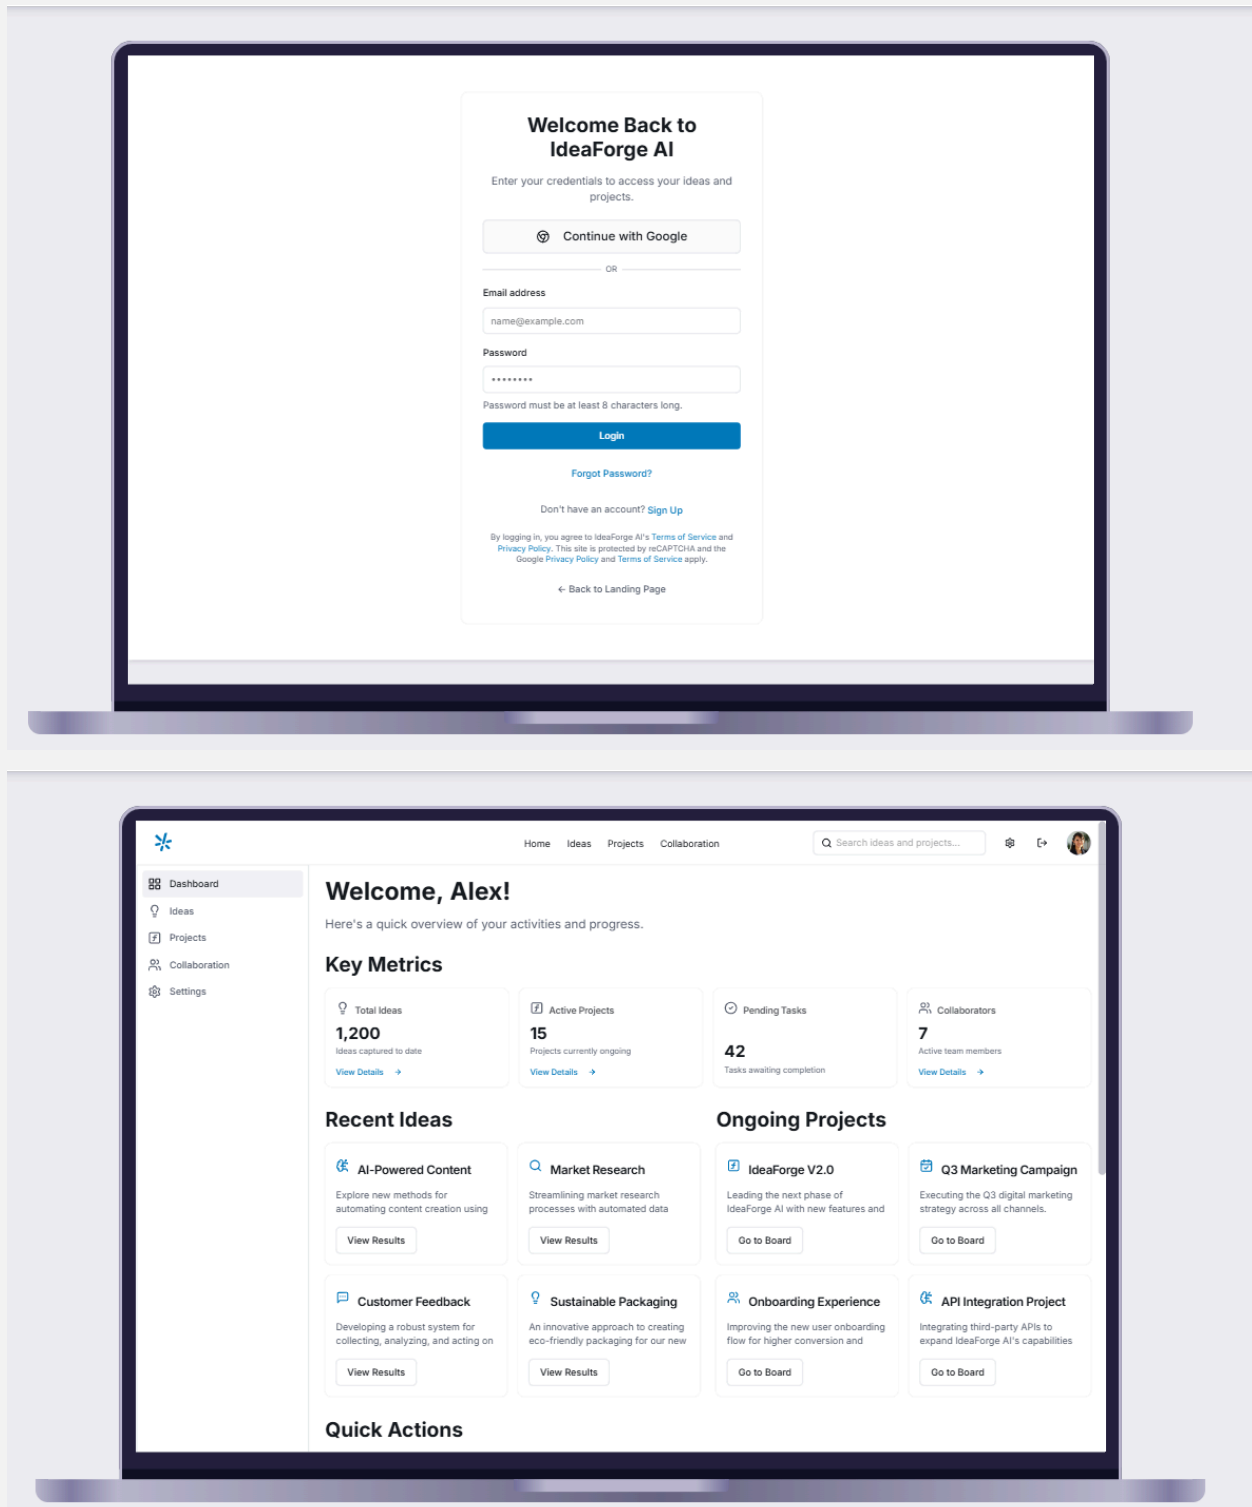 Welcome Back to
IdeaForge AI
Enter your credentials to access your ideas and
projects.
Continue with Google
OR
Email address
name@example.com
Password
••••••••
Password must be at least 8 characters long.
Login
Forgot Password?
Don't have an account? Sign Up
By logging in, you agree to IdeaForge AI's Terms of Service and
Privacy Policy. This site is protected by reCAPTCHA and the
Google Privacy Policy and Terms of Service apply.
← Back to Landing Page
Home Ideas Projects Collaboration
Search ideas and projects...
Dashboard
Ideas
Projects
Collaboration
Settings
Welcome, Alex!
Here's a quick overview of your activities and progress.
Key Metrics
Total Ideas
1,200
Ideas captured to date
View Details →
Active Projects
15
Projects currently ongoing
View Details →
Pending Tasks
42
Tasks awaiting completion
Collaborators
7
Active team members
View Details →
Recent Ideas
AI-Powered Content
Explore new methods for
automating content creation using
View Results
Market Research
Streamlining market research
processes with automated data
View Results
Customer Feedback
Developing a robust system for
collecting, analyzing, and acting on
View Results
Sustainable Packaging
An innovative approach to creating
eco-friendly packaging for our new
View Results
Ongoing Projects
IdeaForge V2.0
Leading the next phase of
IdeaForge AI with new features and
Go to Board
Q3 Marketing Campaign
Executing the Q3 digital marketing
strategy across all channels.
Go to Board
Onboarding Experience
Improving the new user onboarding
flow for higher conversion and
Go to Board
API Integration Project
Integrating third-party APIs to
expand IdeaForge AI's capabilities
Go to Board
Quick Actions